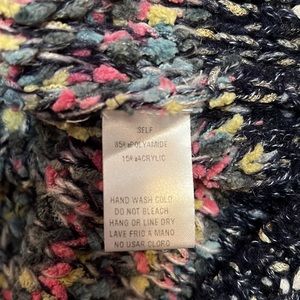 SELF
85% POLYAMIDE
15% ACRYLIC
HAND WASH COLD
DO NOT BLEACH
HANG OR LINE DRY
LAVE FRID A MANO
NO USAR CLORO